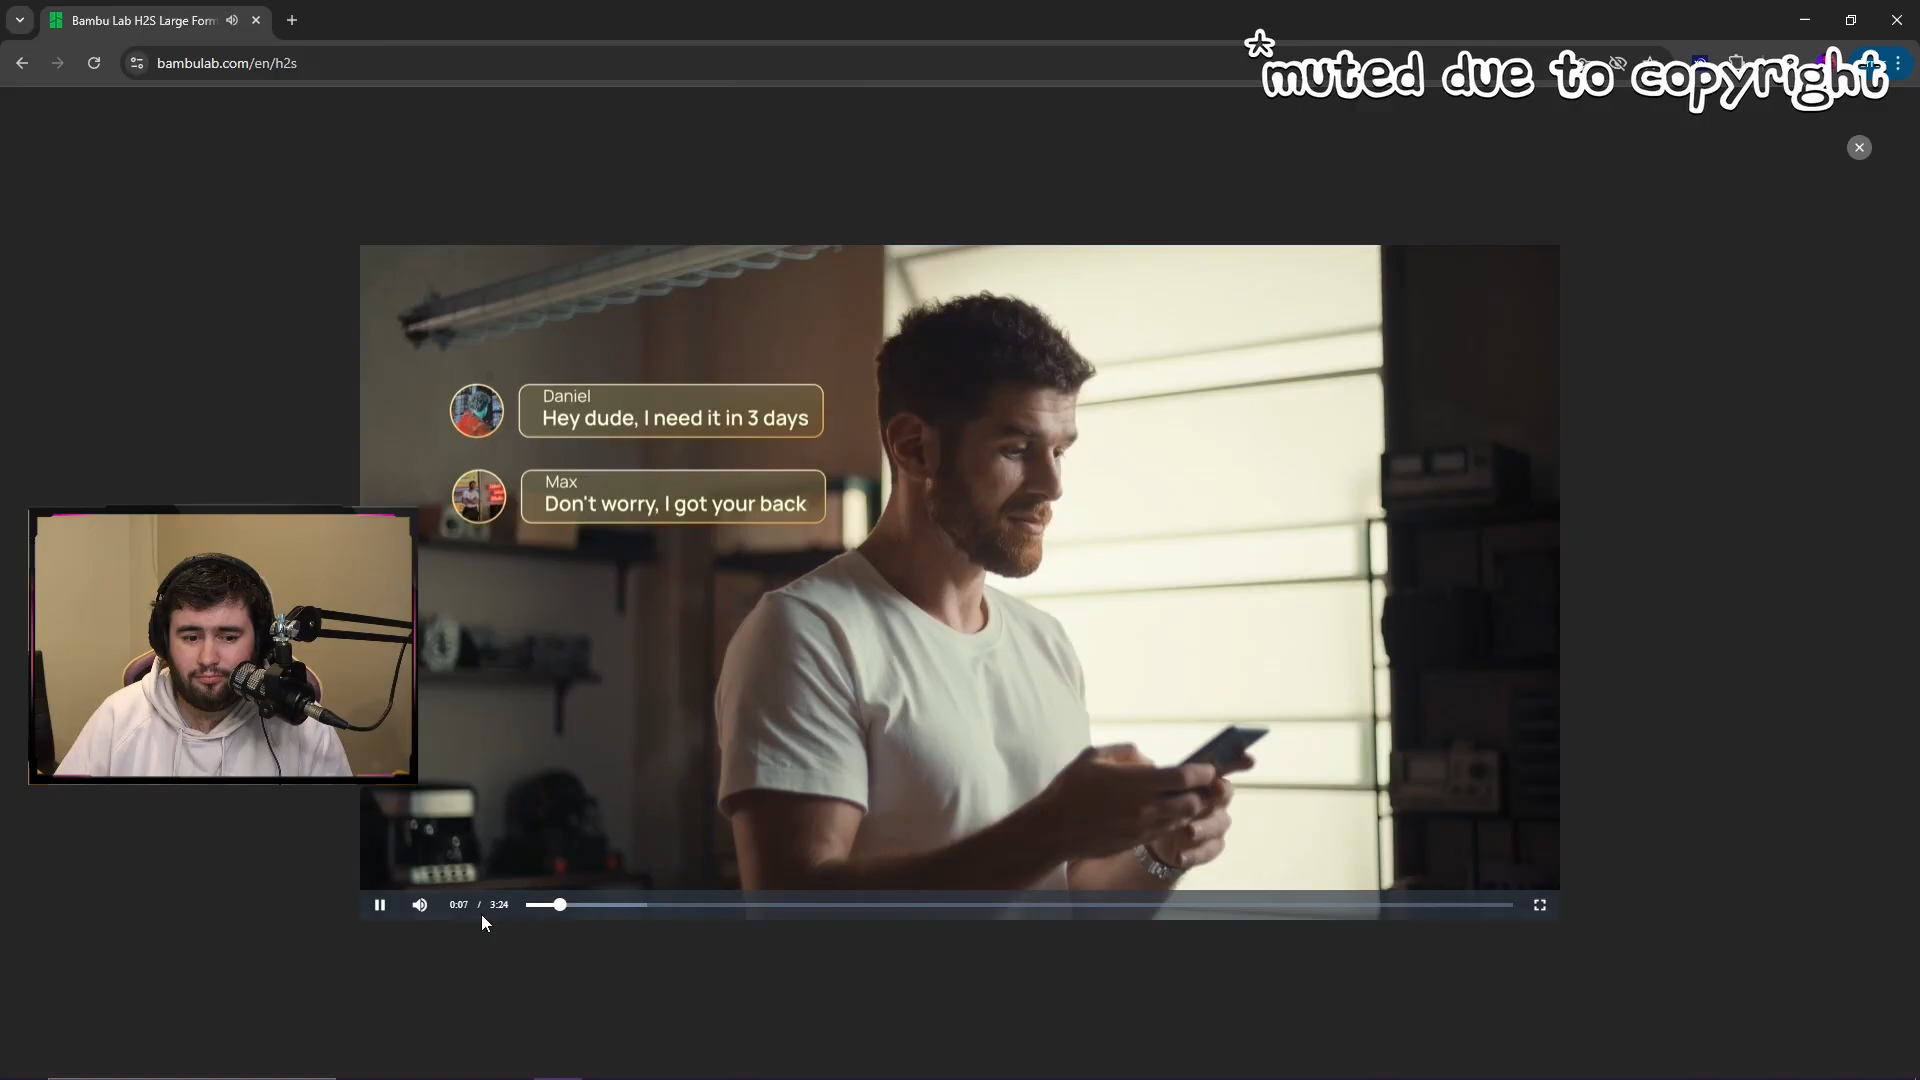 Bambu Lab H2S Large Form
bambulab.com/en/h2s
*muted due to copyright
Daniel
Hey dude, I need it in 3 days
Max
Don't worry, I got your back
0:07 / 3:24